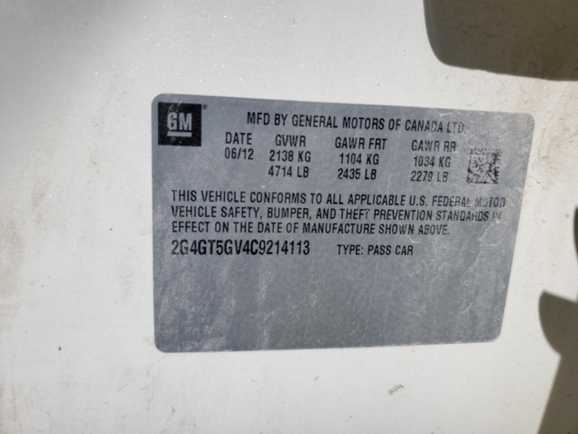 GM
MFD BY GENERAL MOTORS OF CANADA LTD
DATE GVWR GAWR FRT GAWR RR
06/12 2138 KG 1104 KG 1034 KG
4714 LB 2435 LB 2279 LB
THIS VEHICLE CONFORMS TO ALL APPLICABLE U.S. FEDERAL MOTOR
VEHICLE SAFETY, BUMPER, AND THEFT PREVENTION STANDARDS IN
EFFECT ON THE DATE OF MANUFACTURE SHOWN ABOVE.
2G4GT5GV4C9214113 TYPE: PASS CAR